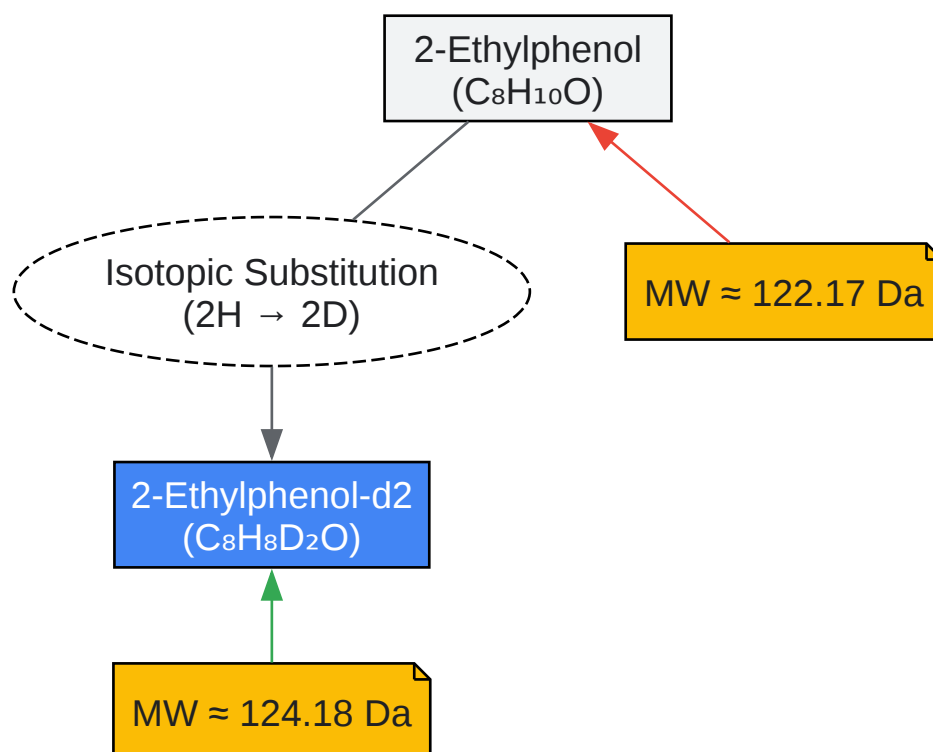 2-Ethylphenol
(C₈H₁₀O)
Isotopic Substitution
(2H → 2D)
MW ≈ 122.17 Da
2-Ethylphenol-d2
(C₈H₈D₂O)
MW ≈ 124.18 Da